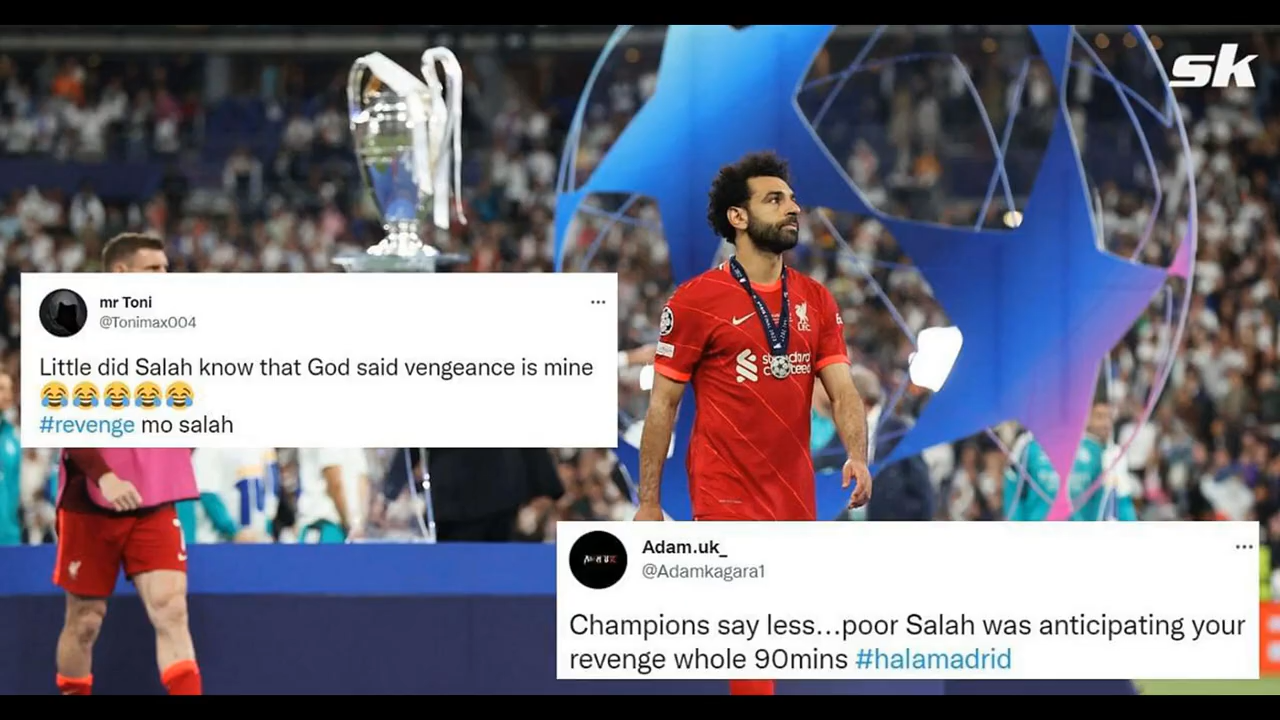 sk
mr Toni
@Tonimax004
Little did Salah know that God said vengeance is mine
😂😂😂😂😂
#revenge mo salah
Adam.uk_
@Adamkagara1
Champions say less...poor Salah was anticipating your
revenge whole 90mins #halamadrid